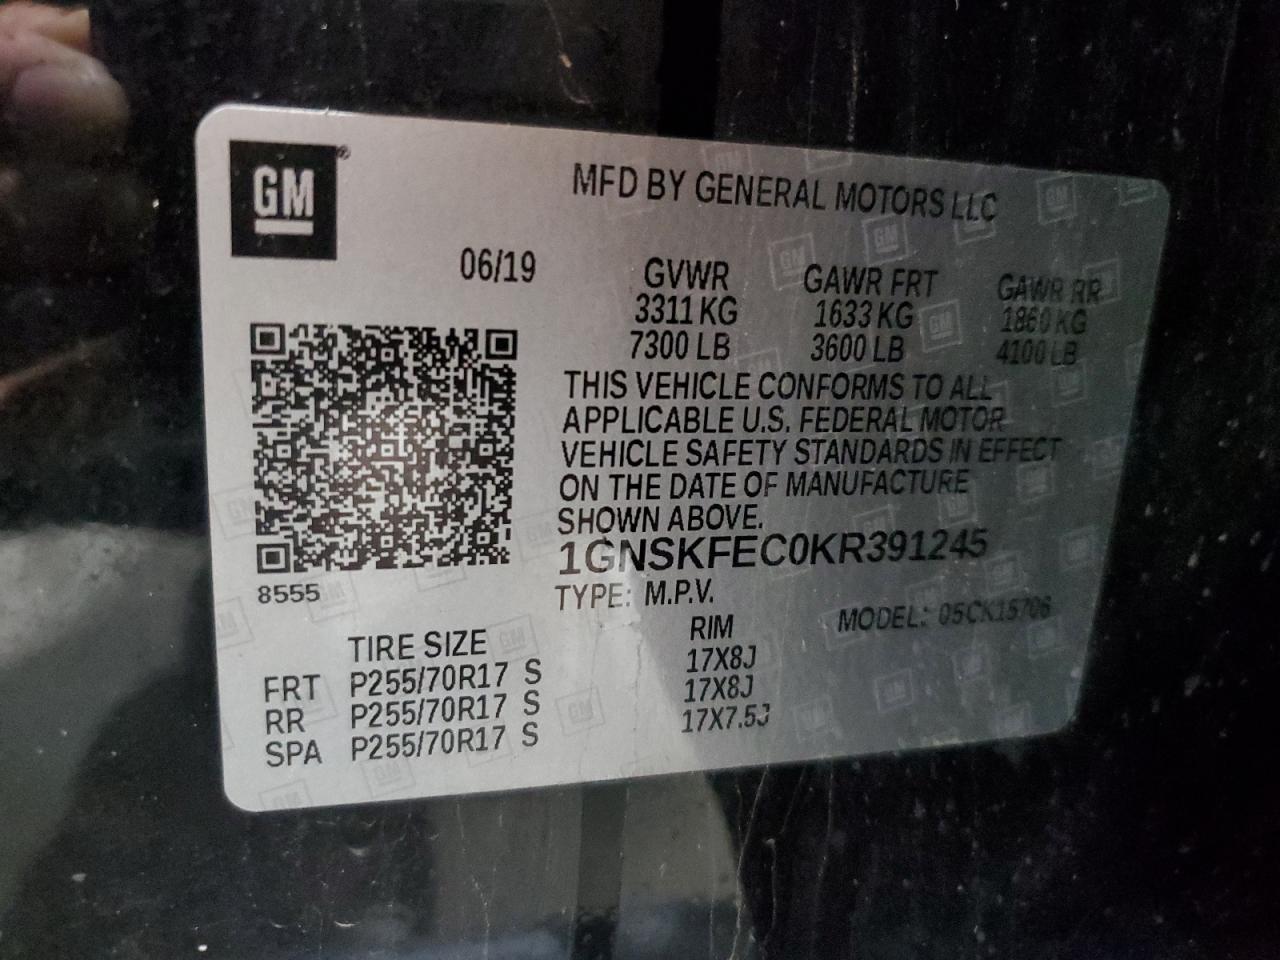 GM®
MFD BY GENERAL MOTORS LLC
06/19 GVWR GAWR FRT GAWR RR
3311 KG 1633 KG 1860 KG
7300 LB 3600 LB 4100 LB
THIS VEHICLE CONFORMS TO ALL
APPLICABLE U.S. FEDERAL MOTOR
VEHICLE SAFETY STANDARDS IN EFFECT
ON THE DATE OF MANUFACTURE
SHOWN ABOVE.
1GNSKFEC0KR391245
8555
TYPE: M.P.V.
MODEL: 05CK15706
TIRE SIZE RIM
FRT P255/70R17 S 17X8J
RR P255/70R17 S 17X8J
SPA P255/70R17 S 17X7.5J